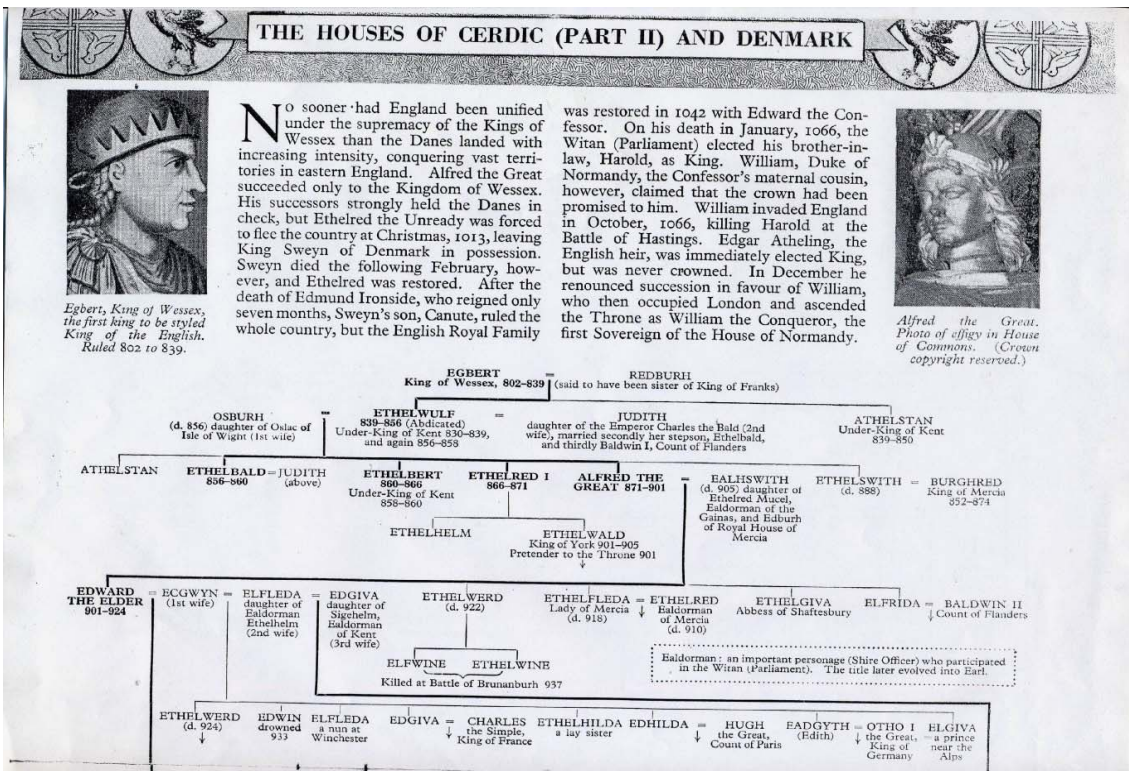 THE HOUSES OF CERDIC (PART II) AND DENMARK
No sooner had England been unified
under the supremacy of the Kings of
Wessex than the Danes landed with
increasing intensity, conquering vast terri-
tories in eastern England. Alfred the Great
succeeded only to the Kingdom of Wessex.
His successors strongly held the Danes in
check, but Ethelred the Unready was forced
to flee the country at Christmas, 1013, leaving
King Sweyn of Denmark in possession.
Sweyn died the following February, how-
ever, and Ethelred was restored. After the
death of Edmund Ironside, who reigned only
seven months, Sweyn's son, Canute, ruled the
whole country, but the English Royal Family
was restored in 1042 with Edward the Con-
fessor. On his death in January, 1066, the
Witan (Parliament) elected his brother-in-
law, Harold, as King. William, Duke of
Normandy, the Confessor's maternal cousin,
however, claimed that the crown had been
promised to him. William invaded England
in October, 1066, killing Harold at the
Battle of Hastings. Edgar Atheling, the
English heir, was immediately elected King,
but was never crowned. In December he
renounced succession in favour of William,
who then occupied London and ascended
the Throne as William the Conqueror, the
first Sovereign of the House of Normandy.
Egbert, King of Wessex,
the first king to be styled
King of the English.
Ruled 802 to 839.
Alfred the Great.
Photo of effigy in House
of Commons. (Crown
copyright reserved.)
EGBERT
King of Wessex, 802–839
=
REDBURH
(said to have been sister of King of Franks)
OSBURH
(d. 856) daughter of Oslac of
Isle of Wight (1st wife)
=
ETHELWULF
839–856 (Abdicated)
Under-King of Kent 830–839,
and again 856–858
=
JUDITH
daughter of the Emperor Charles the Bald (2nd
wife), married secondly her stepson, Ethelbald,
and thirdly Baldwin I, Count of Flanders
ATHELSTAN
Under-King of Kent
839–850
ATHELSTAN
ETHELBALD
856–860
=
JUDITH
(above)
ETHELBERT
860–866
Under-King of Kent
858–860
ETHELRED I
866–871
ALFRED THE
GREAT 871–901
=
EALHSWITH
(d. 905) daughter of
Ethelred Mucel,
Ealdorman of the
Gainas, and Edburh
of Royal House of
Mercia
ETHELSWITH
(d. 888)
=
BURGHRED
King of Mercia
852–874
ETHELHELM
ETHELWALD
King of York 901–905
Pretender to the Throne 901
EDWARD
THE ELDER
901–924
=
ECGWYN
(1st wife)
=
ELFLEDA
daughter of
Ealdorman
Ethelhelm
(2nd wife)
=
EDGIVA
daughter of
Sigehelm,
Ealdorman
of Kent
(3rd wife)
ETHELWERD
(d. 922)
ETHELFLEDA
Lady of Mercia
(d. 918)
=
ETHELRED
Ealdorman
of Mercia
(d. 910)
ETHELGIVA
Abbess of Shaftesbury
ELFRIDA
=
BALDWIN II
Count of Flanders
ELFWINE
ETHELWINE
Killed at Battle of Brunanburh 937
Ealdorman: an important personage (Shire Officer) who participated
in the Witan (Parliament). The title later evolved into Earl.
ETHELWERD
(d. 924)
EDWIN
drowned
933
ELFLEDA
a nun at
Winchester
EDGIVA
=
CHARLES
the Simple,
King of France
ETHELHILDA
a lay sister
EDHILDA
=
HUGH
the Great,
Count of Paris
EADGYTH
(Edith)
=
OTHO I
the Great,
King of
Germany
ELGIVA
= a prince
near the
Alps